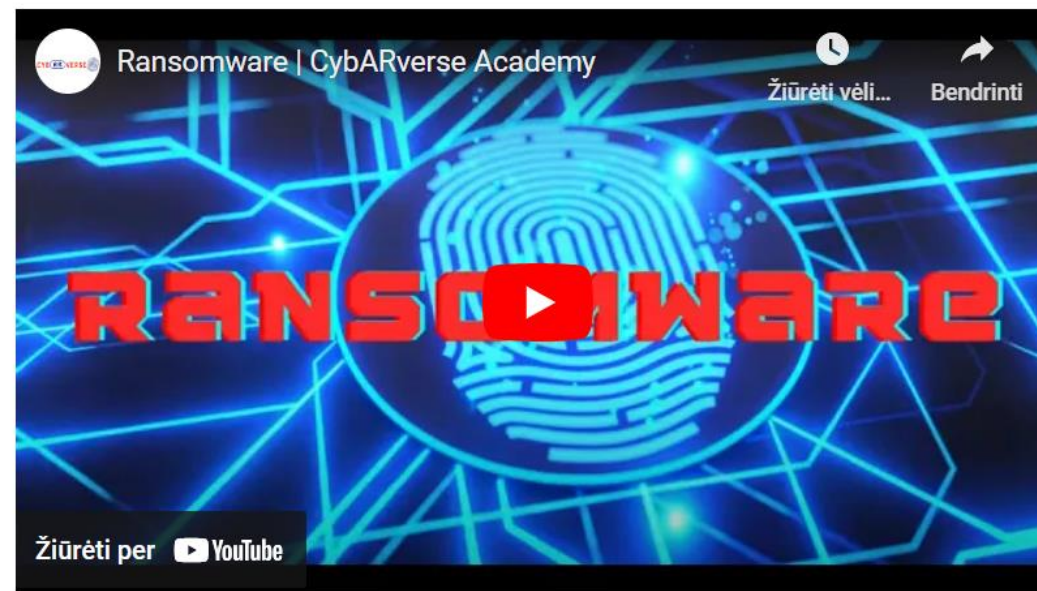 Ransomware | CybARverse Academy
Žiūrėti vėli...
Bendrinti
RANSOMWARE
Žiūrėti per YouTube